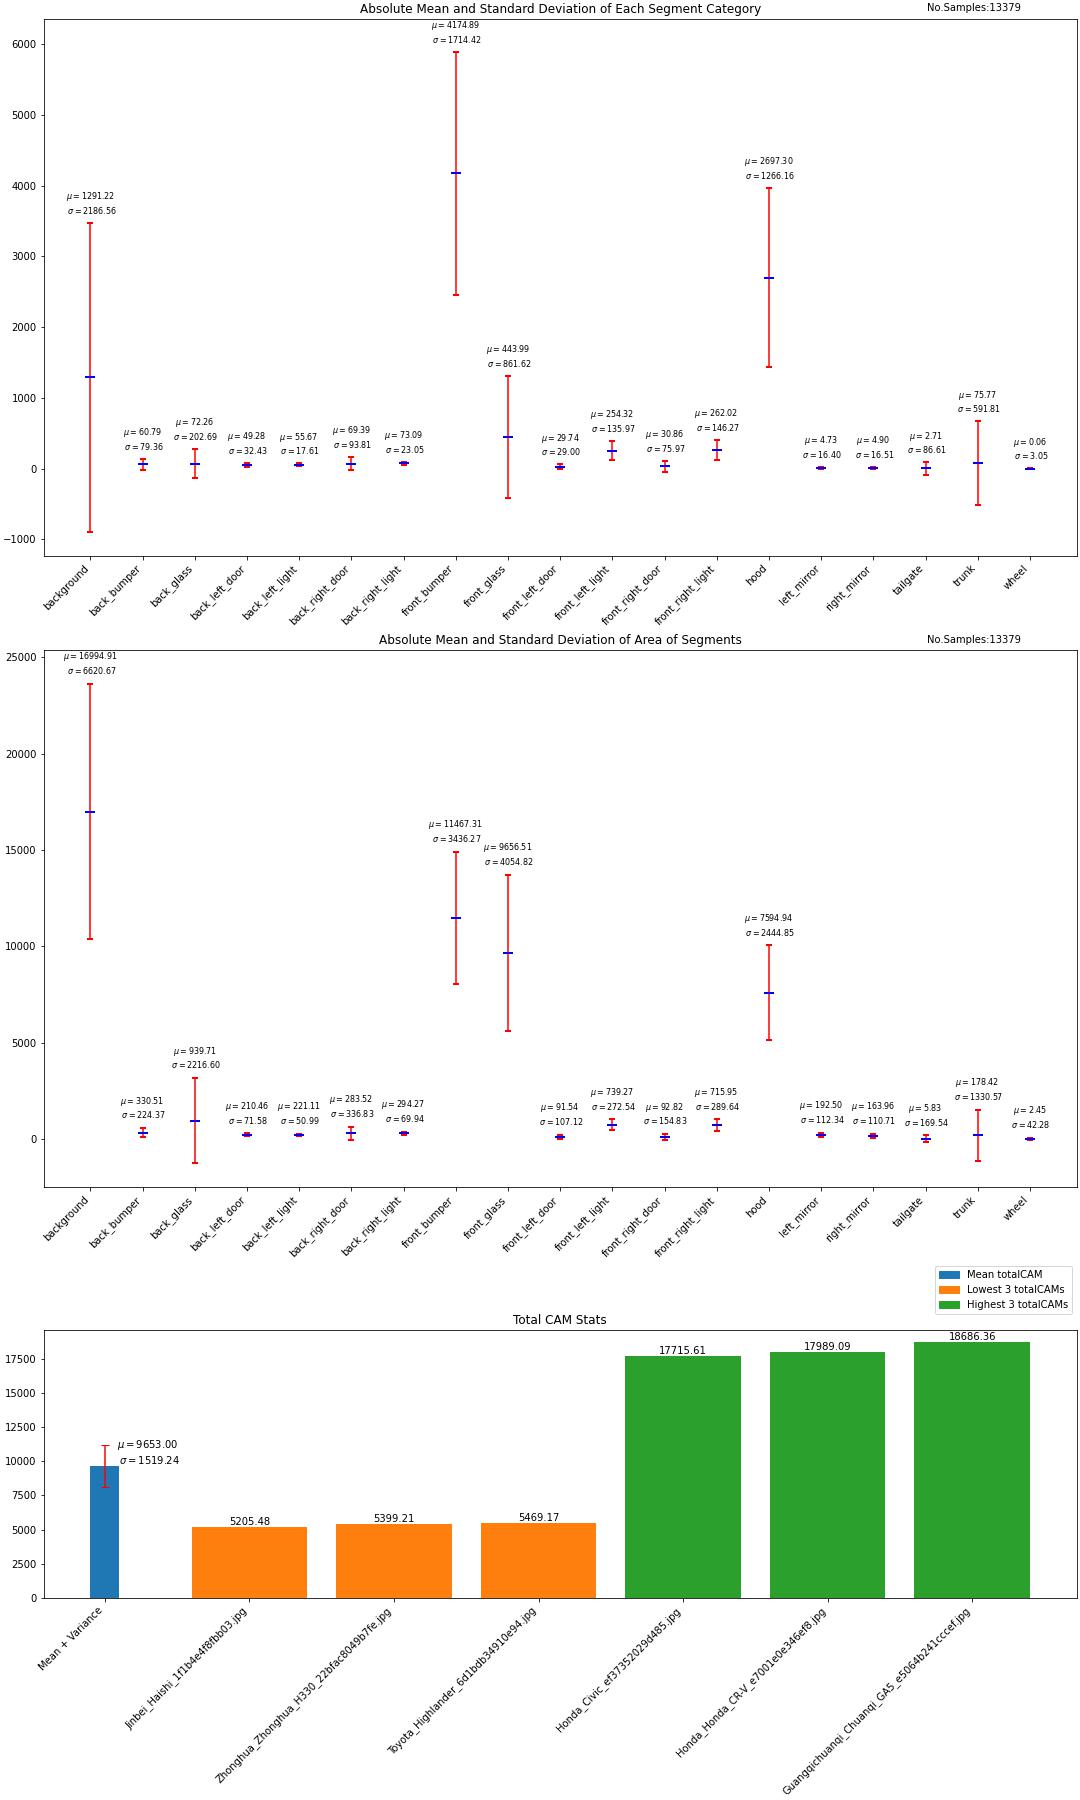 Absolute Mean and Standard Deviation of Each Segment Category
No.Samples:13379
6000
5000
4000
3000
2000
1000
0
−1000
μ = 1291.22
σ = 2186.56
μ = 60.79
σ = 79.36
μ = 72.26
σ = 202.69
μ = 49.28
σ = 32.43
μ = 55.67
σ = 17.61
μ = 69.39
σ = 93.81
μ = 73.09
σ = 23.05
μ = 4174.89
σ = 1714.42
μ = 443.99
σ = 861.62
μ = 29.74
σ = 29.00
μ = 254.32
σ = 135.97
μ = 30.86
σ = 75.97
μ = 262.02
σ = 146.27
μ = 2697.30
σ = 1266.16
μ = 4.73
σ = 16.40
μ = 4.90
σ = 16.51
μ = 2.71
σ = 86.61
μ = 75.77
σ = 591.81
μ = 0.06
σ = 3.05
background
back_bumper
back_glass
back_left_door
back_left_light
back_right_door
back_right_light
front_bumper
front_glass
front_left_door
front_left_light
front_right_door
front_right_light
hood
left_mirror
right_mirror
tailgate
trunk
wheel
Absolute Mean and Standard Deviation of Area of Segments
No.Samples:13379
25000
20000
15000
10000
5000
0
μ = 16994.91
σ = 6620.67
μ = 330.51
σ = 224.37
μ = 939.71
σ = 2216.60
μ = 210.46
σ = 71.58
μ = 221.11
σ = 50.99
μ = 283.52
σ = 336.83
μ = 294.27
σ = 69.94
μ = 11467.31
σ = 3436.27
μ = 9656.51
σ = 4054.82
μ = 91.54
σ = 107.12
μ = 739.27
σ = 272.54
μ = 92.82
σ = 154.83
μ = 715.95
σ = 289.64
μ = 7594.94
σ = 2444.85
μ = 192.50
σ = 112.34
μ = 163.96
σ = 110.71
μ = 5.83
σ = 169.54
μ = 178.42
σ = 1330.57
μ = 2.45
σ = 42.28
background
back_bumper
back_glass
back_left_door
back_left_light
back_right_door
back_right_light
front_bumper
front_glass
front_left_door
front_left_light
front_right_door
front_right_light
hood
left_mirror
right_mirror
tailgate
trunk
wheel
Mean totalCAM
Lowest 3 totalCAMs
Highest 3 totalCAMs
Total CAM Stats
17500
15000
12500
10000
7500
5000
2500
0
μ = 9653.00
σ = 1519.24
5205.48
5399.21
5469.17
17715.61
17989.09
18686.36
Mean + Variance
Jinbei_Haishi_1f1b4e4f8fbb03.jpg
Zhonghua_Zhonghua_H330_22bfac8049b7fe.jpg
Toyota_Highlander_6d1bdb34910e94.jpg
Honda_Civic_ef37352029d485.jpg
Honda_Honda_CR-V_e7001e0e346ef8.jpg
Guangqichuanqi_Chuanqi_GA5_e5064b241cccef.jpg